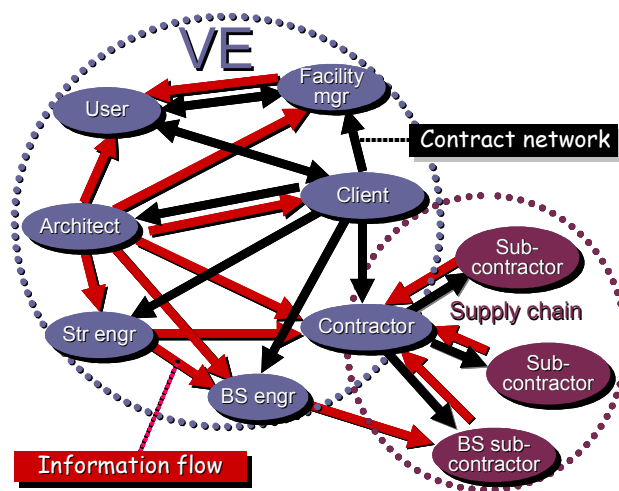 VE
Facility
mgr
User
Contract network
Client
Architect
Sub-
contractor
Supply chain
Str engr
Contractor
Sub-
contractor
BS engr
BS sub-
contractor
Information flow